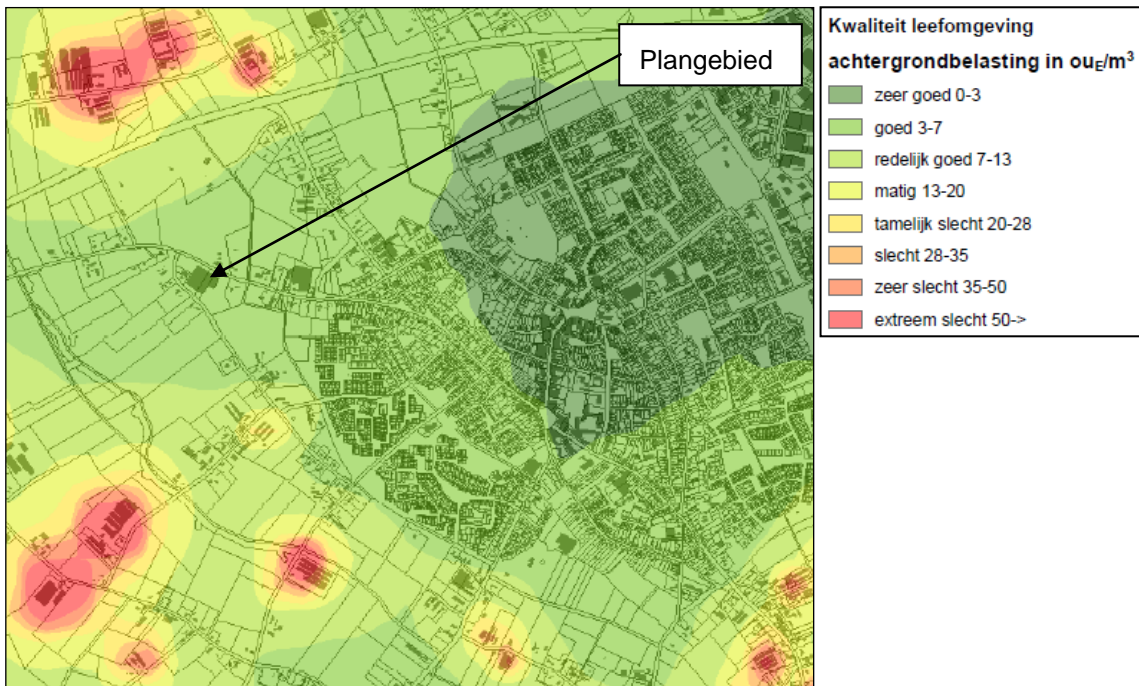 Plangebied
Kwaliteit leefomgeving
achtergrondbelasting in ouE/m³
zeer goed 0-3
goed 3-7
redelijk goed 7-13
matig 13-20
tamelijk slecht 20-28
slecht 28-35
zeer slecht 35-50
extreem slecht 50->